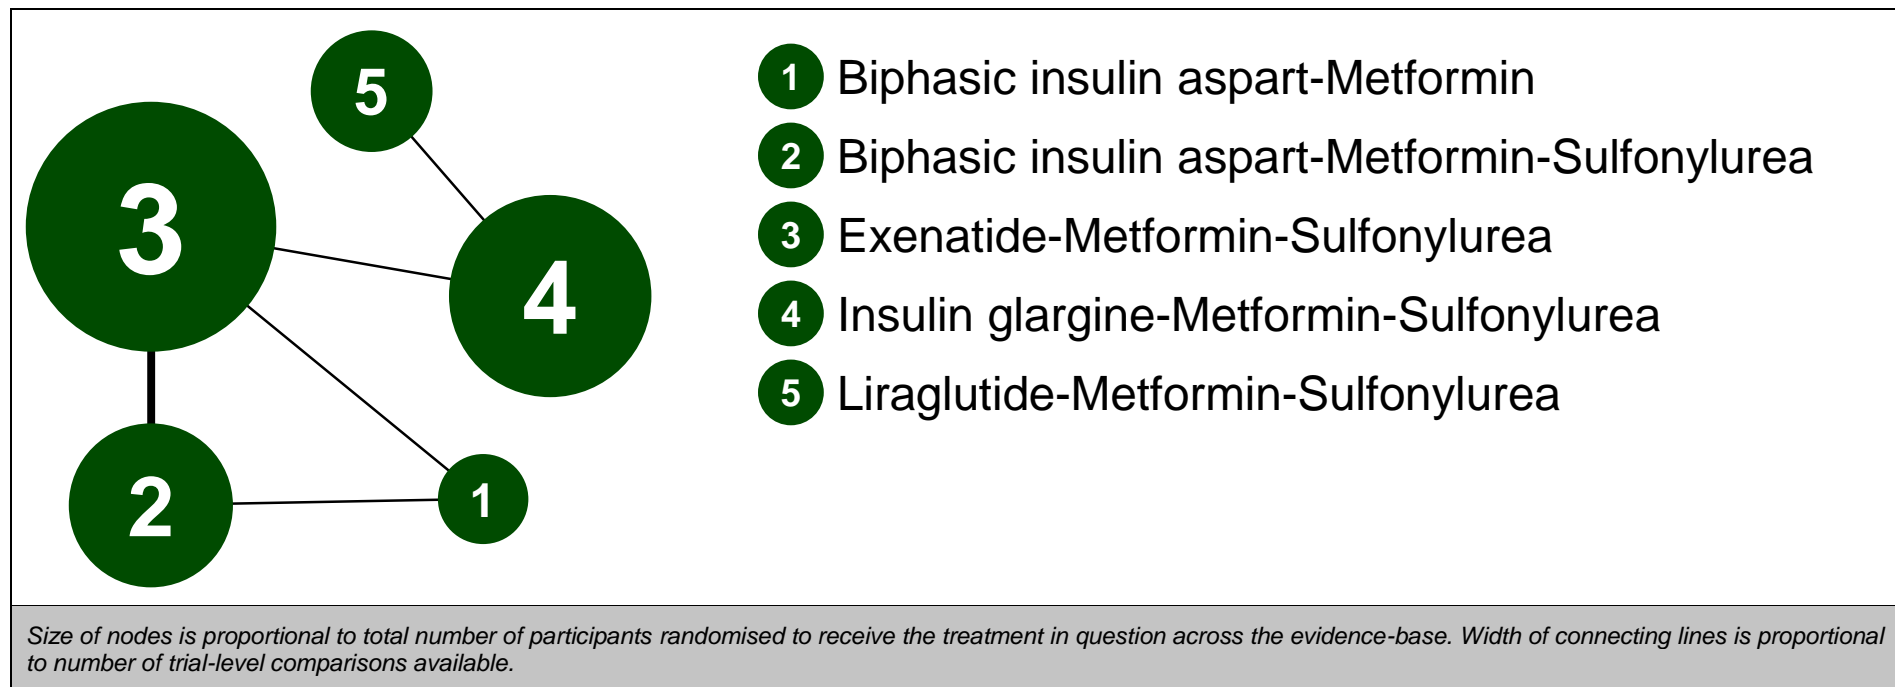 5
3
4
2
1
1 Biphasic insulin aspart-Metformin
2 Biphasic insulin aspart-Metformin-Sulfonylurea
3 Exenatide-Metformin-Sulfonylurea
4 Insulin glargine-Metformin-Sulfonylurea
5 Liraglutide-Metformin-Sulfonylurea
Size of nodes is proportional to total number of participants randomised to receive the treatment in question across the evidence-base. Width of connecting lines is proportional
to number of trial-level comparisons available.